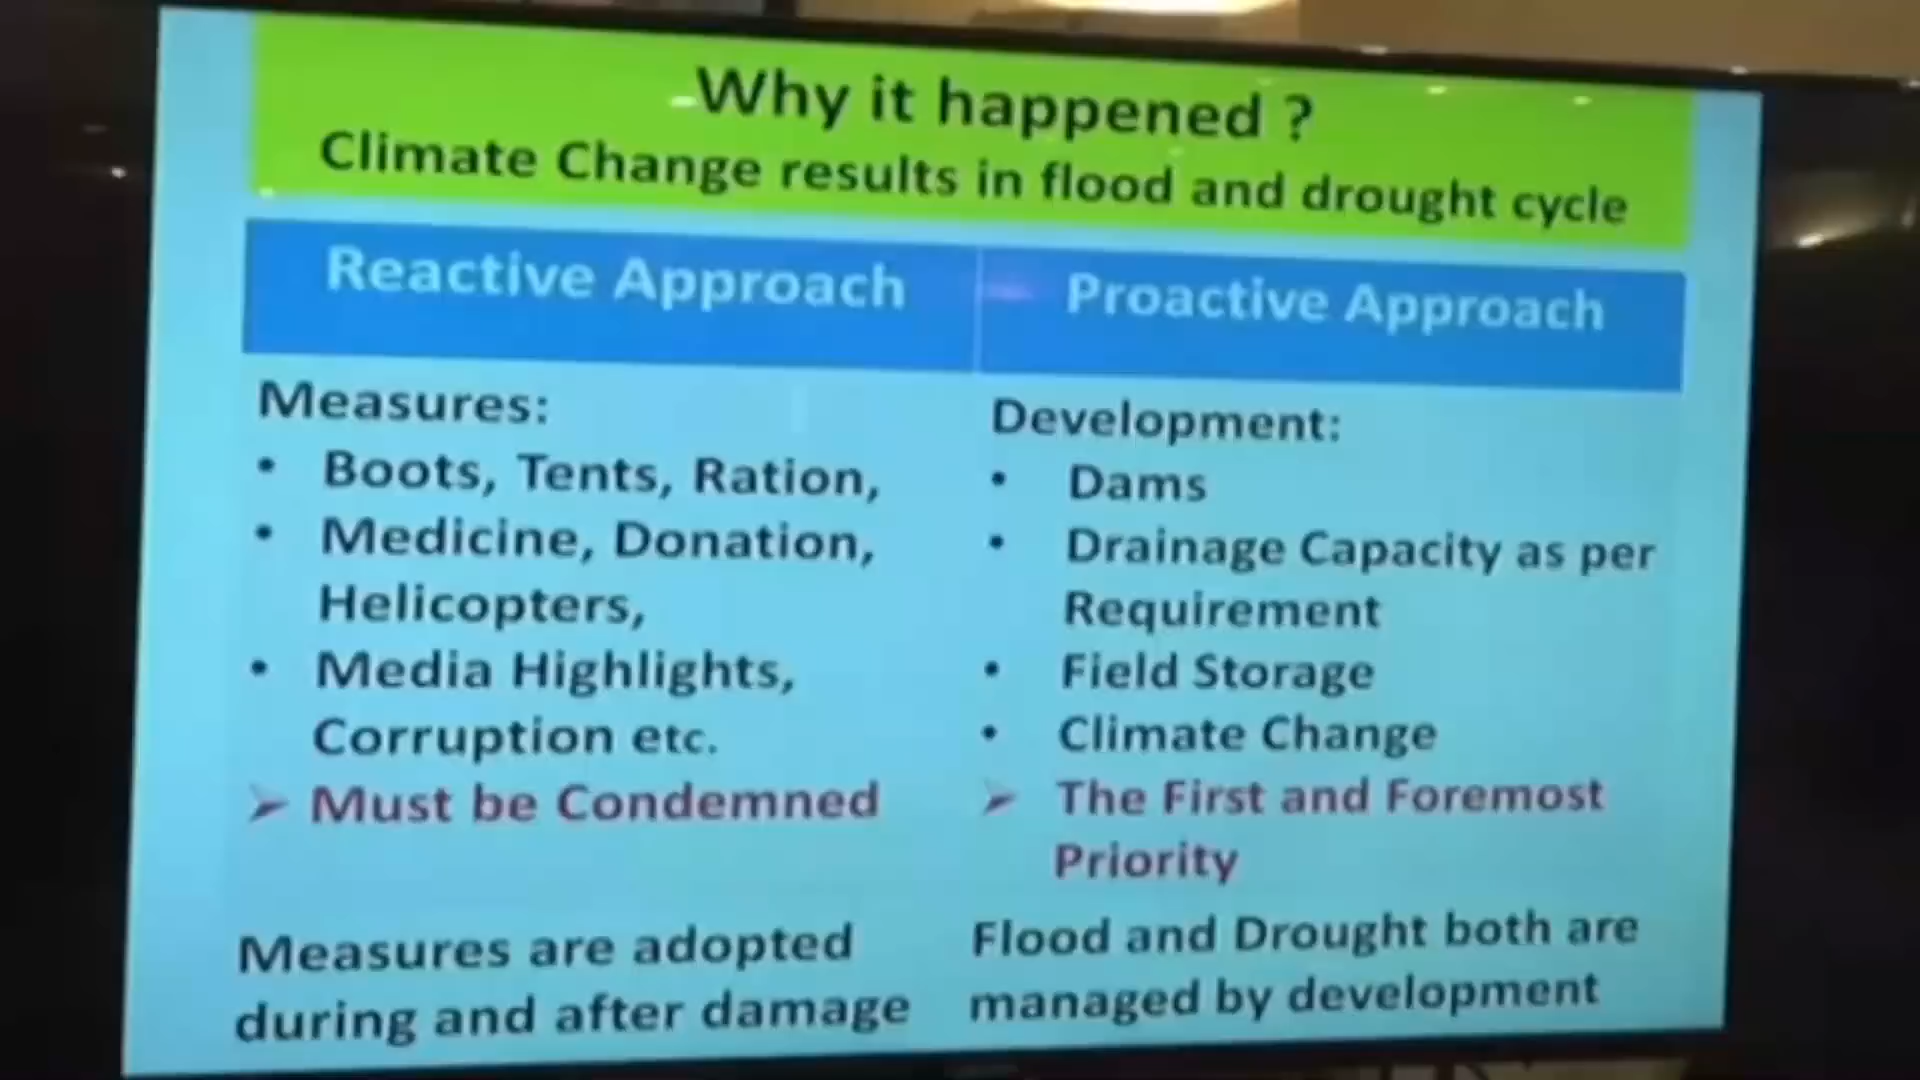 Why it happened ?
Climate Change results in flood and drought cycle
Reactive Approach
Proactive Approach
Measures:
• Boots, Tents, Ration,
• Medicine, Donation,
Helicopters,
• Media Highlights,
Corruption etc.
➢ Must be Condemned
Measures are adopted
during and after damage
Development:
• Dams
• Drainage Capacity as per
Requirement
• Field Storage
• Climate Change
➢ The First and Foremost
Priority
Flood and Drought both are
managed by development